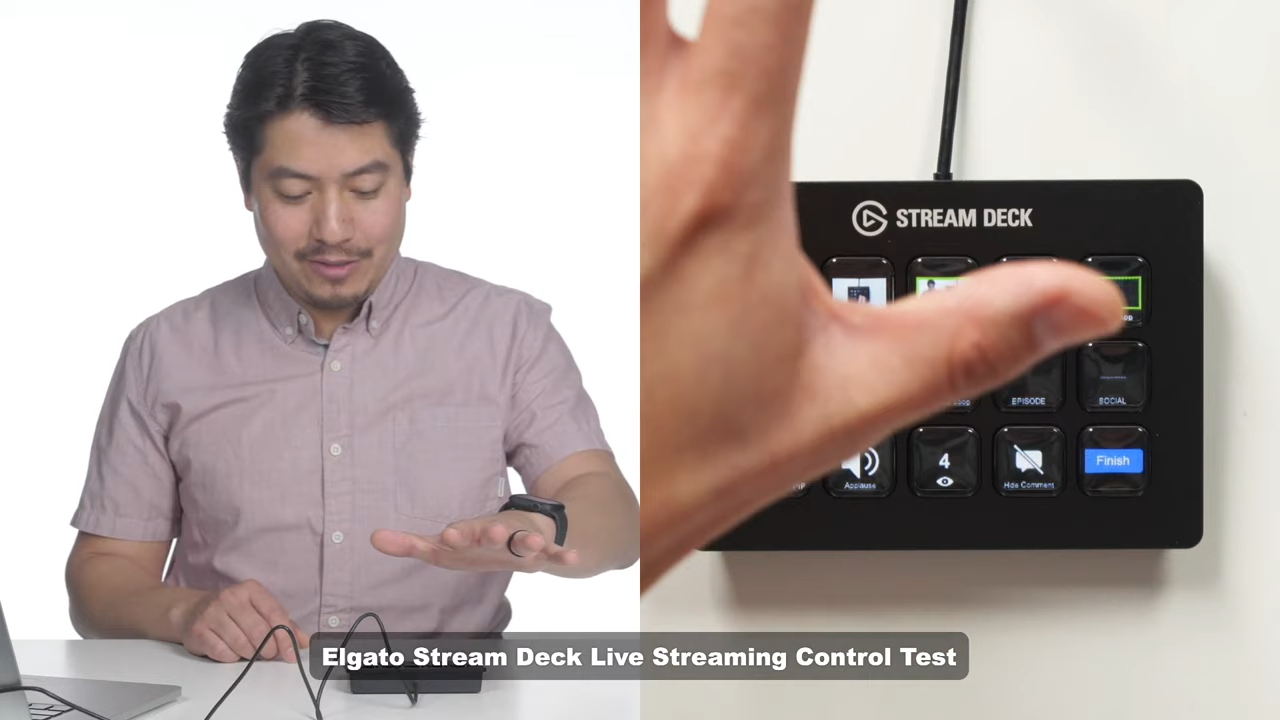 STREAM DECK
EPISODE
SOCIAL
Applause
4
Hide Comment
Finish
Elgato Stream Deck Live Streaming Control Test